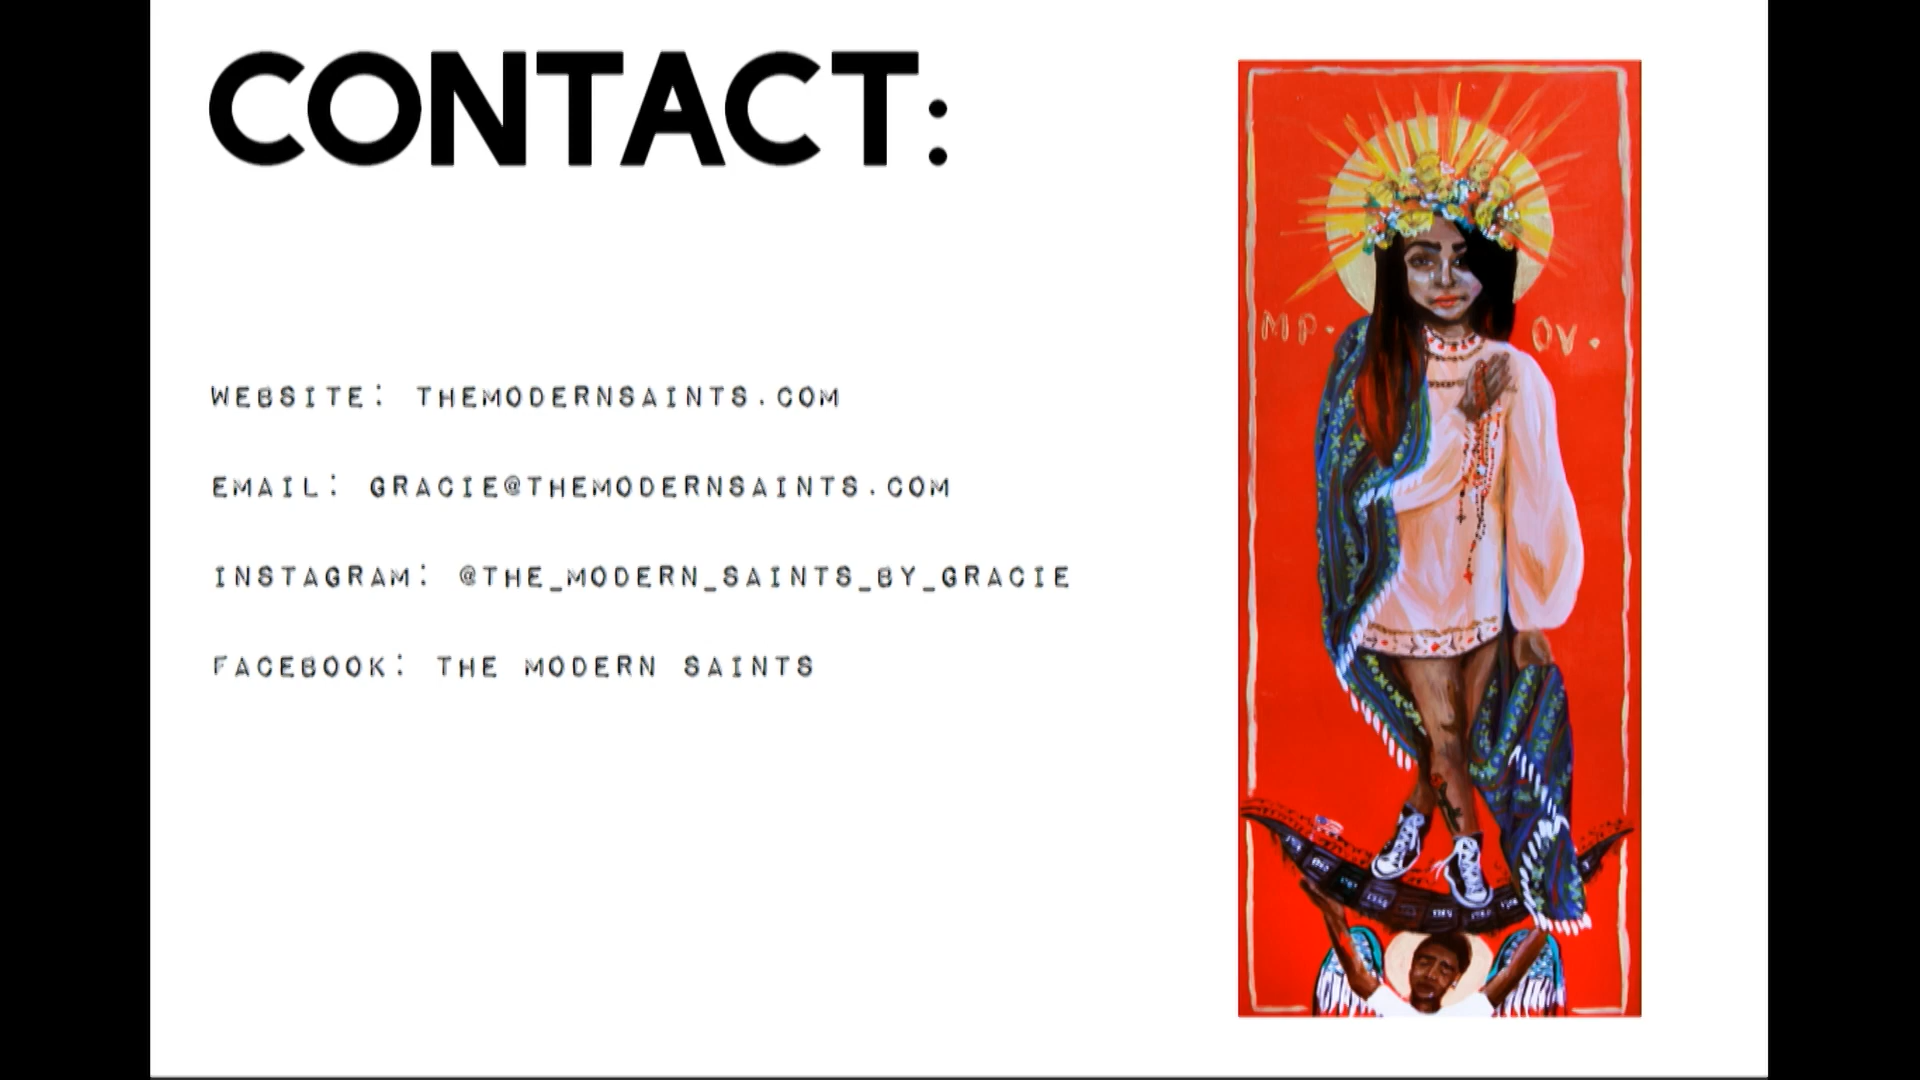 CONTACT:
WEBSITE: THEMODERNSAINTS.COM
EMAIL: GRACIE@THEMODERNSAINTS.COM
INSTAGRAM: @THE_MODERN_SAINTS_BY_GRACIE
FACEBOOK: THE MODERN SAINTS
MP. OV.